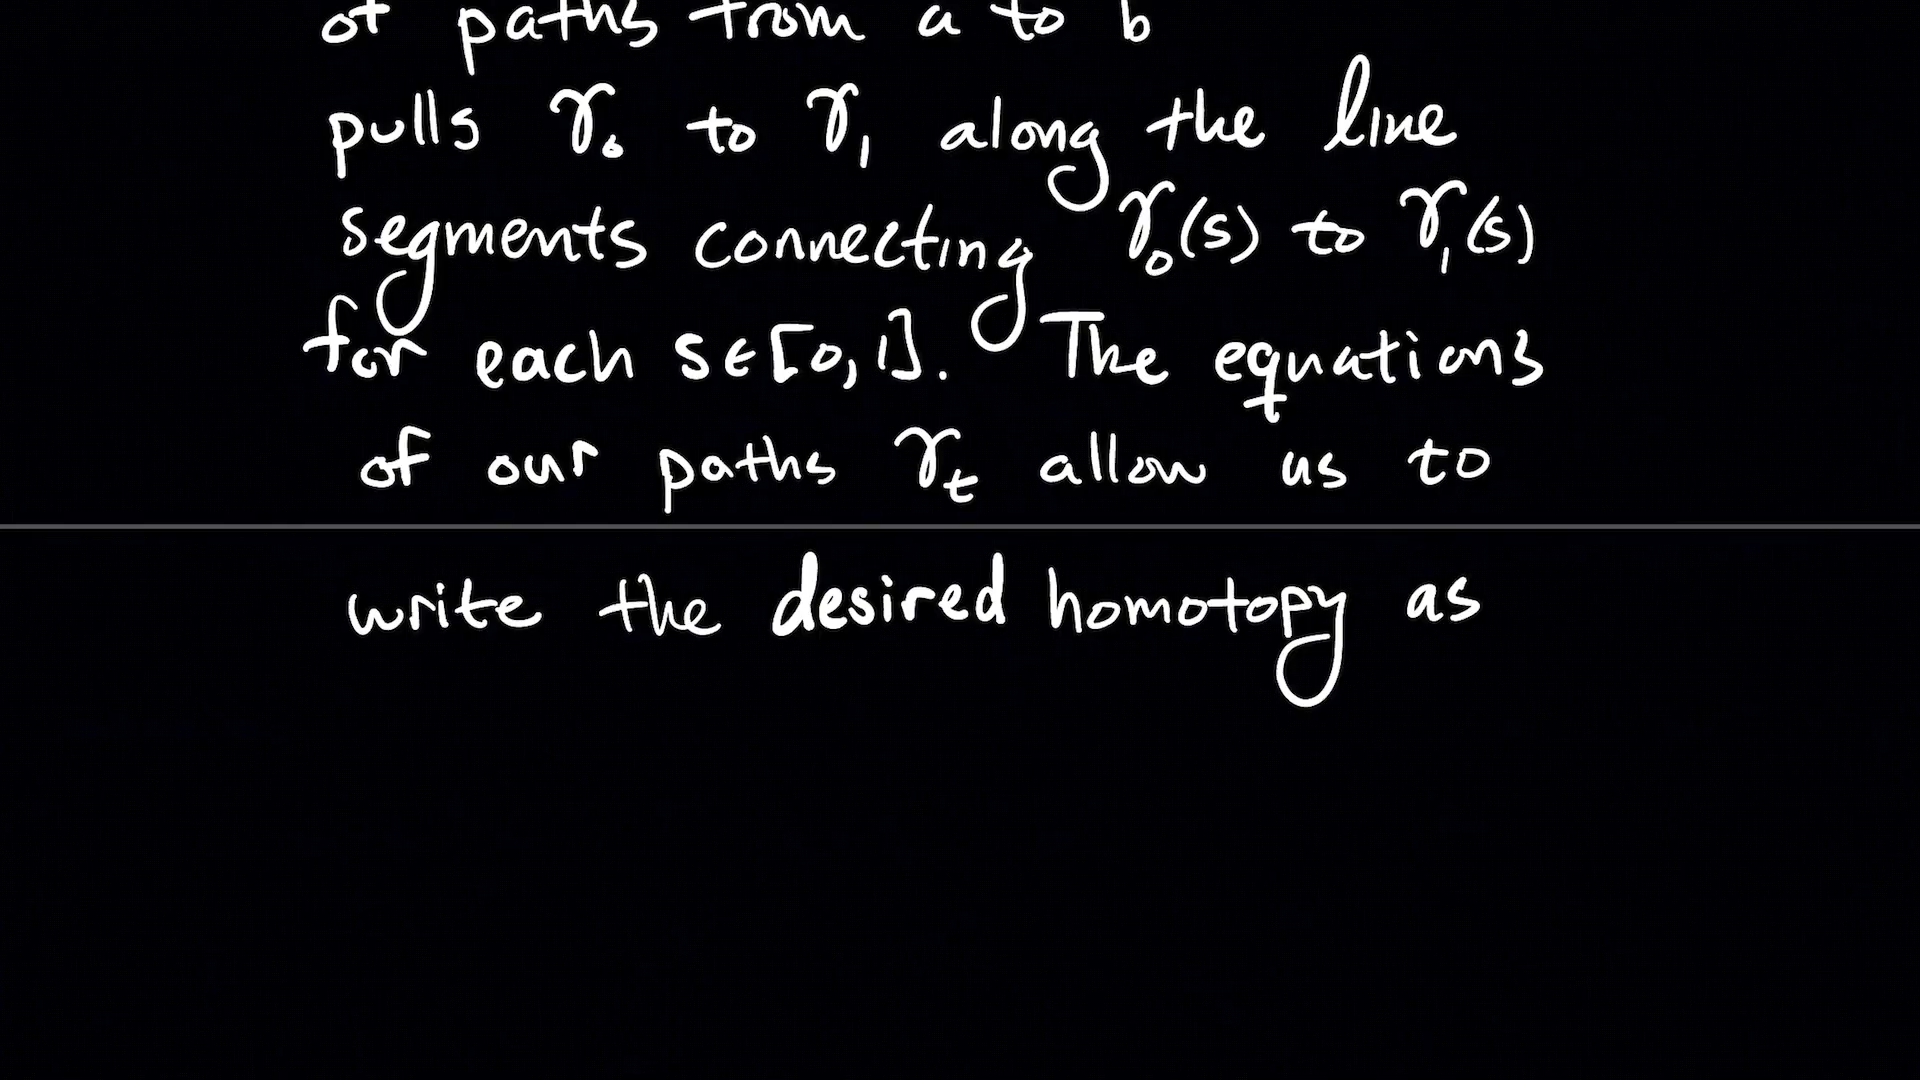 of paths from a to b
pulls γ₀ to γ₁ along the line
segments connecting γ₀(s) to γ₁(s)
for each s∈[0,1]. The equations
of our paths γₜ allow us to
write the desired homotopy as